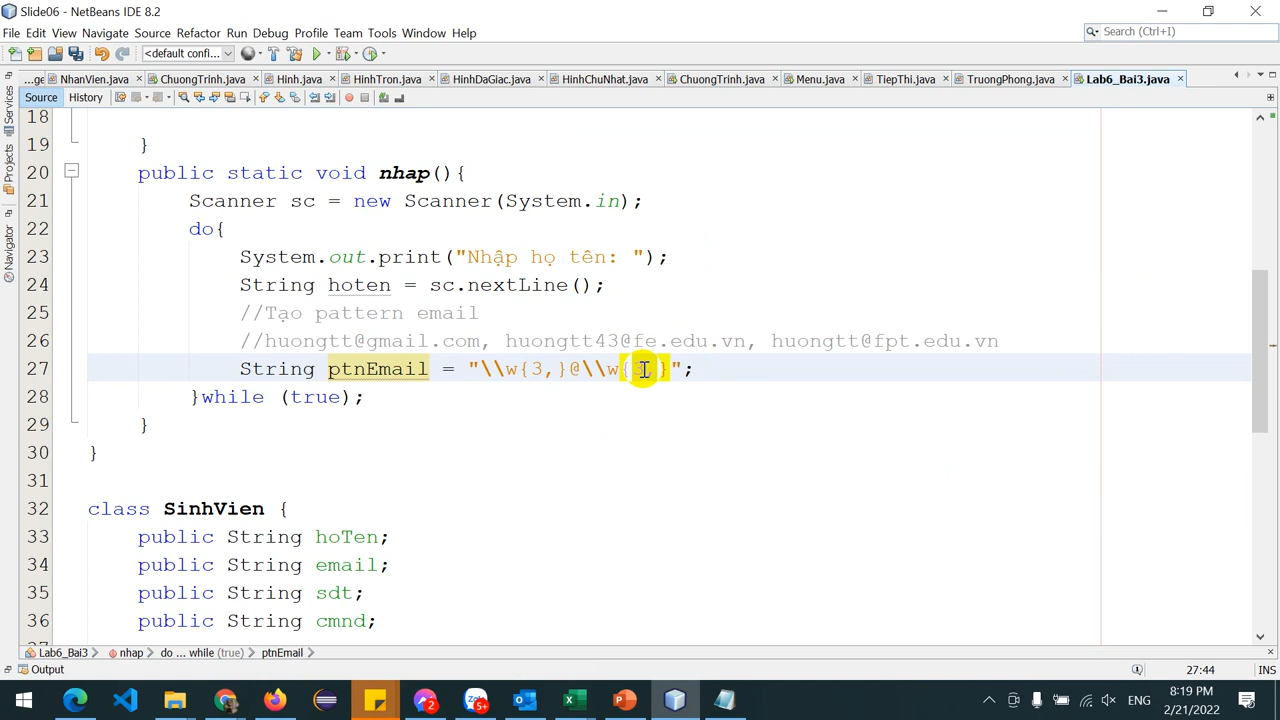 Slide06 - NetBeans IDE 8.2
File Edit View Navigate Source Refactor Run Debug Profile Team Tools Window Help
<default confi...
Search (Ctrl+I)
...ge NhanVien.java ChuongTrinh.java Hinh.java HinhTron.java HinhDaGiac.java HinhChuNhat.java ChuongTrinh.java Menu.java TiepThi.java TruongPhong.java Lab6_Bai3.java
Source History
Services
Projects
Navigator
18
19 }
20 public static void nhap(){
21 Scanner sc = new Scanner(System.in);
22 do{
23 System.out.print("Nhập họ tên: ");
24 String hoten = sc.nextLine();
25 //Tạo pattern email
26 //huongtt@gmail.com, huongtt43@fe.edu.vn, huongtt@fpt.edu.vn
27 String ptnEmail = "\\w{3,}@\\w{3,}";
28 }while (true);
29 }
30 }
31
32 class SinhVien {
33 public String hoTen;
34 public String email;
35 public String sdt;
36 public String cmnd;
Lab6_Bai3 nhap do ... while (true) ptnEmail
Output
27:44 INS
2
5+
ENG
8:19 PM
2/21/2022